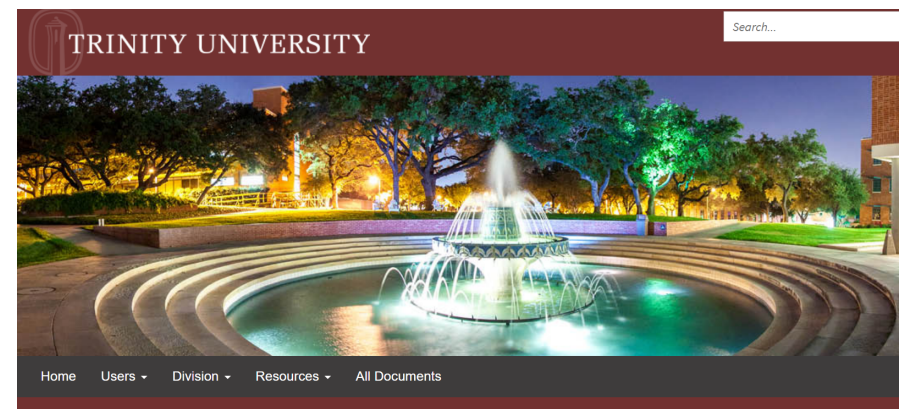 TRINITY UNIVERSITY
Search...
Home Users Division Resources All Documents